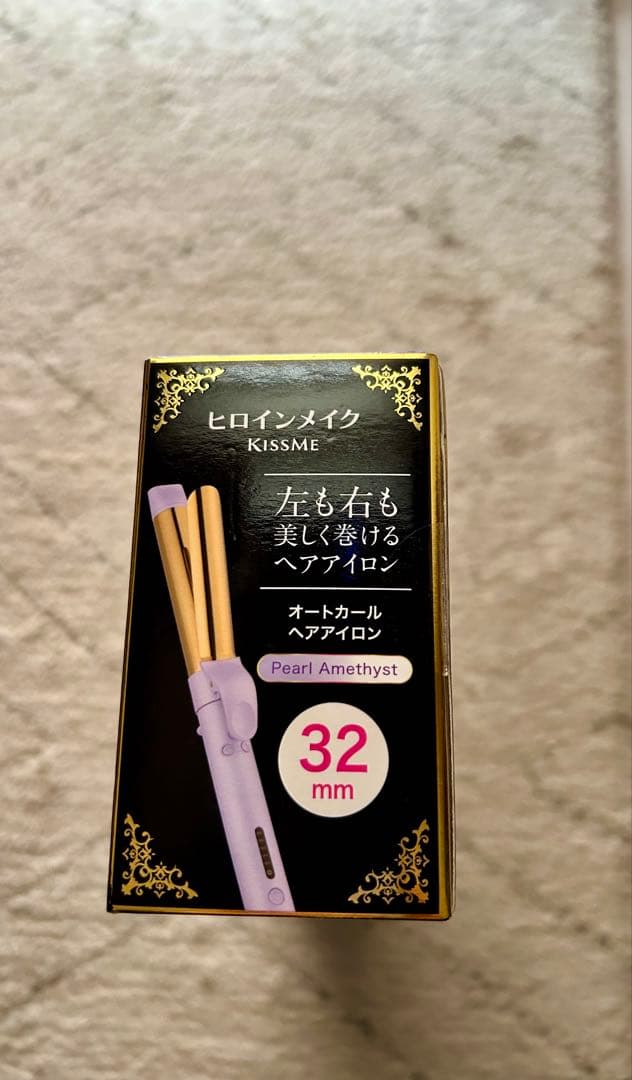 ヒロインメイク
KISSME
左も右も
美しく巻ける
ヘアアイロン
オートカール
ヘアアイロン
Pearl Amethyst
32
mm